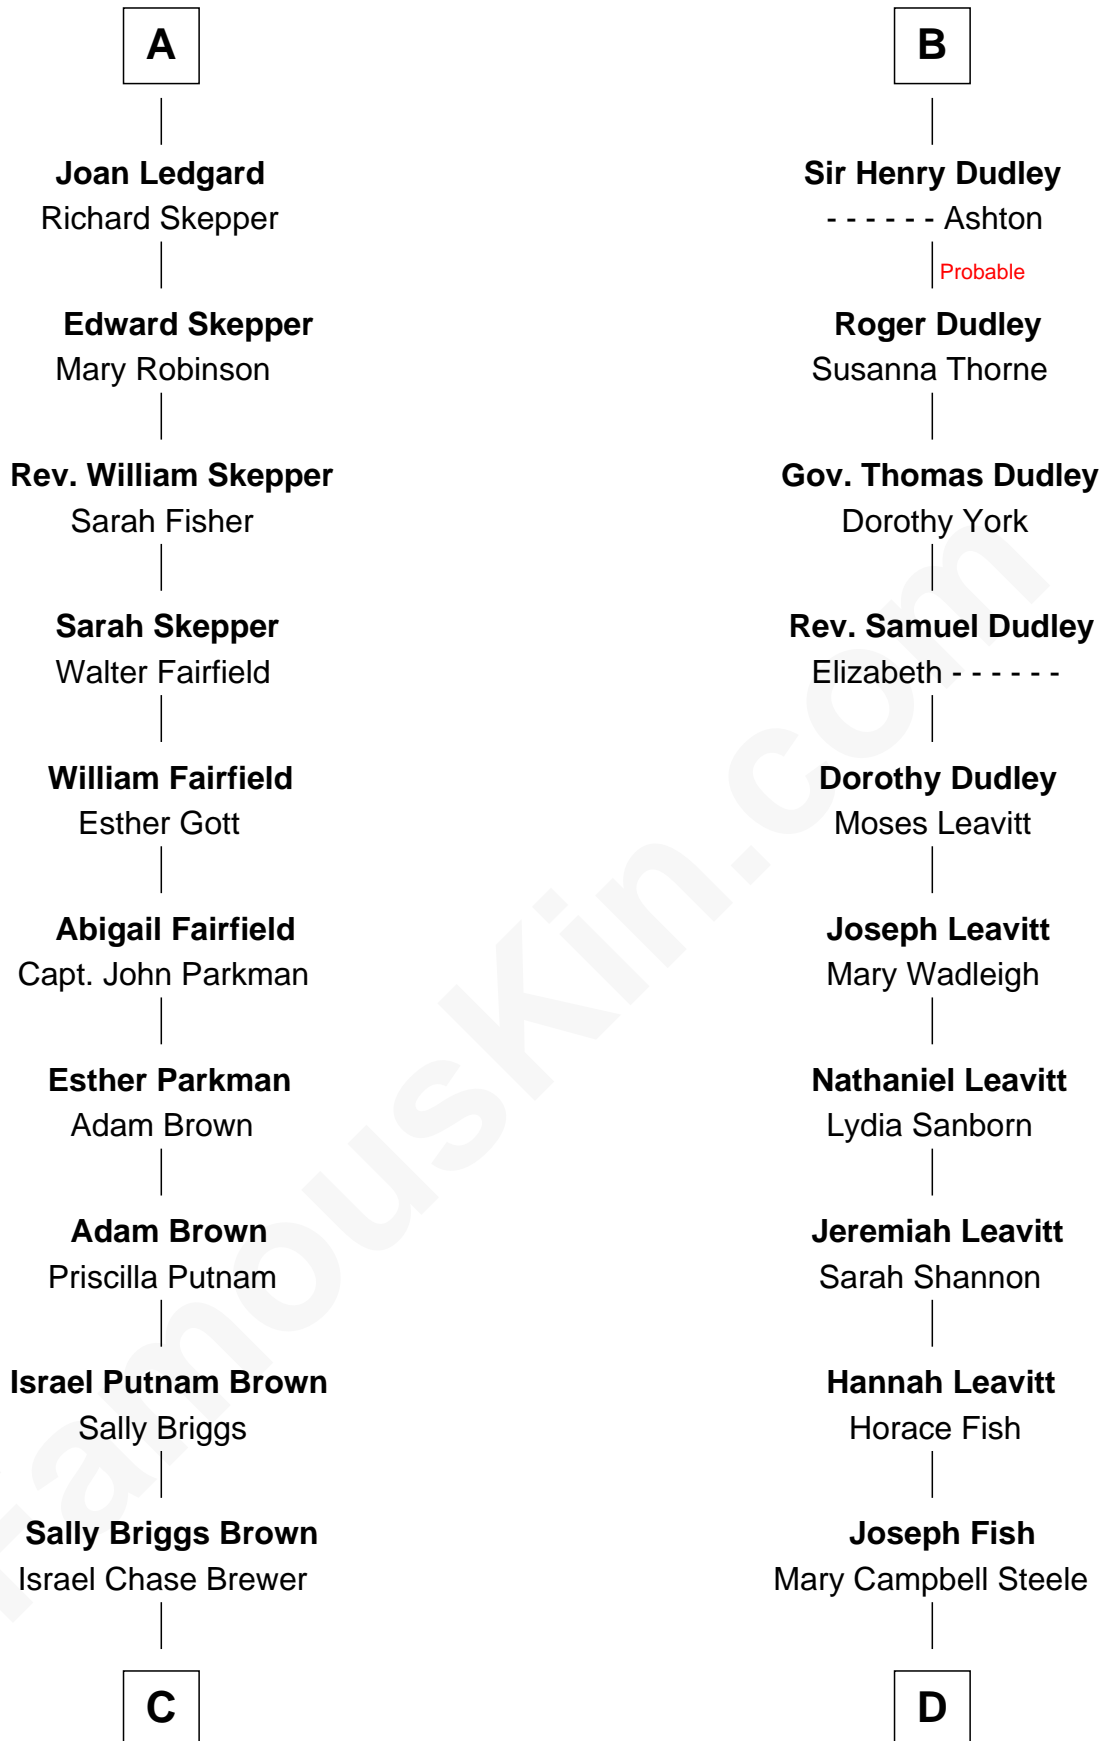 A
Joan Ledgard
Richard Skepper
Edward Skepper
Mary Robinson
Rev. William Skepper
Sarah Fisher
Sarah Skepper
Walter Fairfield
William Fairfield
Esther Gott
Abigail Fairfield
Capt. John Parkman
Esther Parkman
Adam Brown
Adam Brown
Priscilla Putnam
Israel Putnam Brown
Sally Briggs
Sally Briggs Brown
Israel Chase Brewer
C
B
Sir Henry Dudley
- - - - - - Ashton
Probable
Roger Dudley
Susanna Thorne
Gov. Thomas Dudley
Dorothy York
Rev. Samuel Dudley
Elizabeth - - - - - -
Dorothy Dudley
Moses Leavitt
Joseph Leavitt
Mary Wadleigh
Nathaniel Leavitt
Lydia Sanborn
Jeremiah Leavitt
Sarah Shannon
Hannah Leavitt
Horace Fish
Joseph Fish
Mary Campbell Steele
D
FamousKin.com